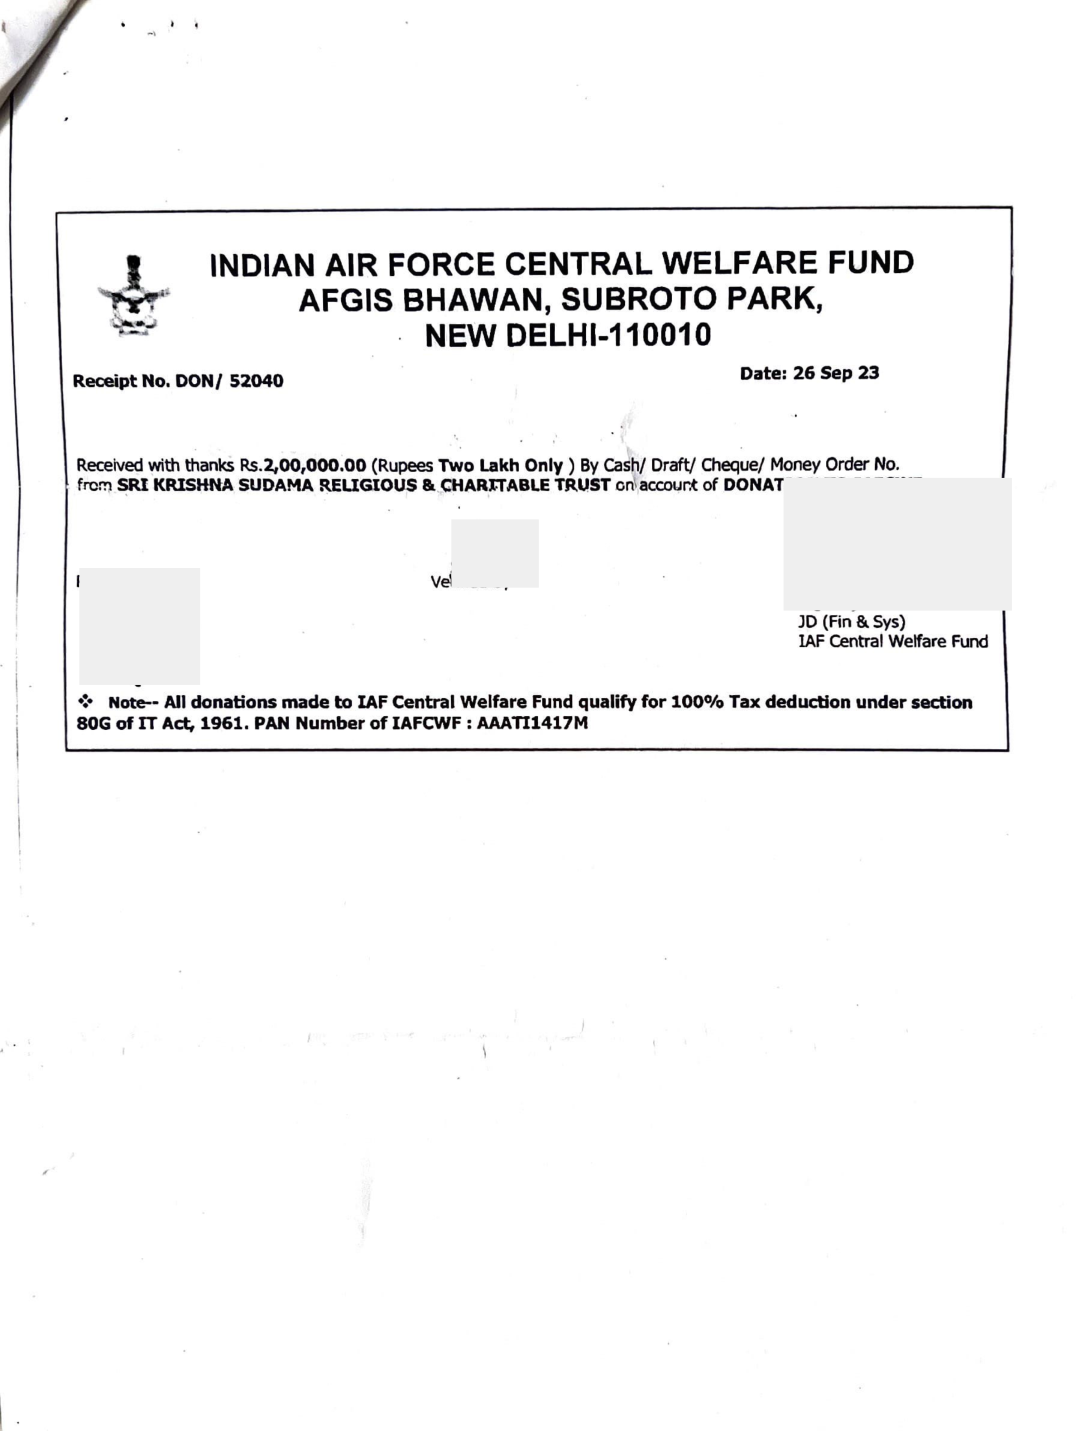 INDIAN AIR FORCE CENTRAL WELFARE FUND
AFGIS BHAWAN, SUBROTO PARK,
NEW DELHI-110010
Receipt No. DON/ 52040
Date: 26 Sep 23
Received with thanks Rs.2,00,000.00 (Rupees Two Lakh Only ) By Cash/ Draft/ Cheque/ Money Order No.
from SRI KRISHNA SUDAMA RELIGIOUS & CHARITABLE TRUST on account of
JD (Fin & Sys)
IAF Central Welfare Fund
❖ Note-- All donations made to IAF Central Welfare Fund qualify for 100% Tax deduction under section
80G of IT Act, 1961. PAN Number of IAFCWF : AAATI1417M